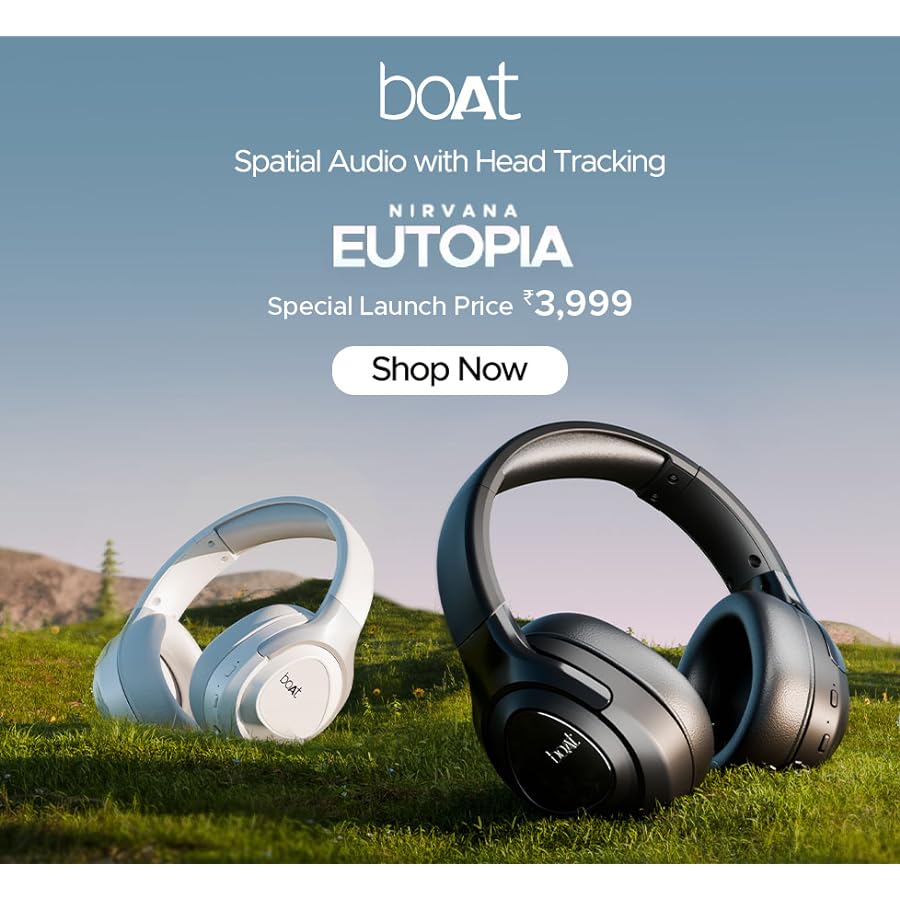 boAt
Spatial Audio with Head Tracking
NIRVANA
EUTOPIA
Special Launch Price ₹3,999
Shop Now
boAt
boAt